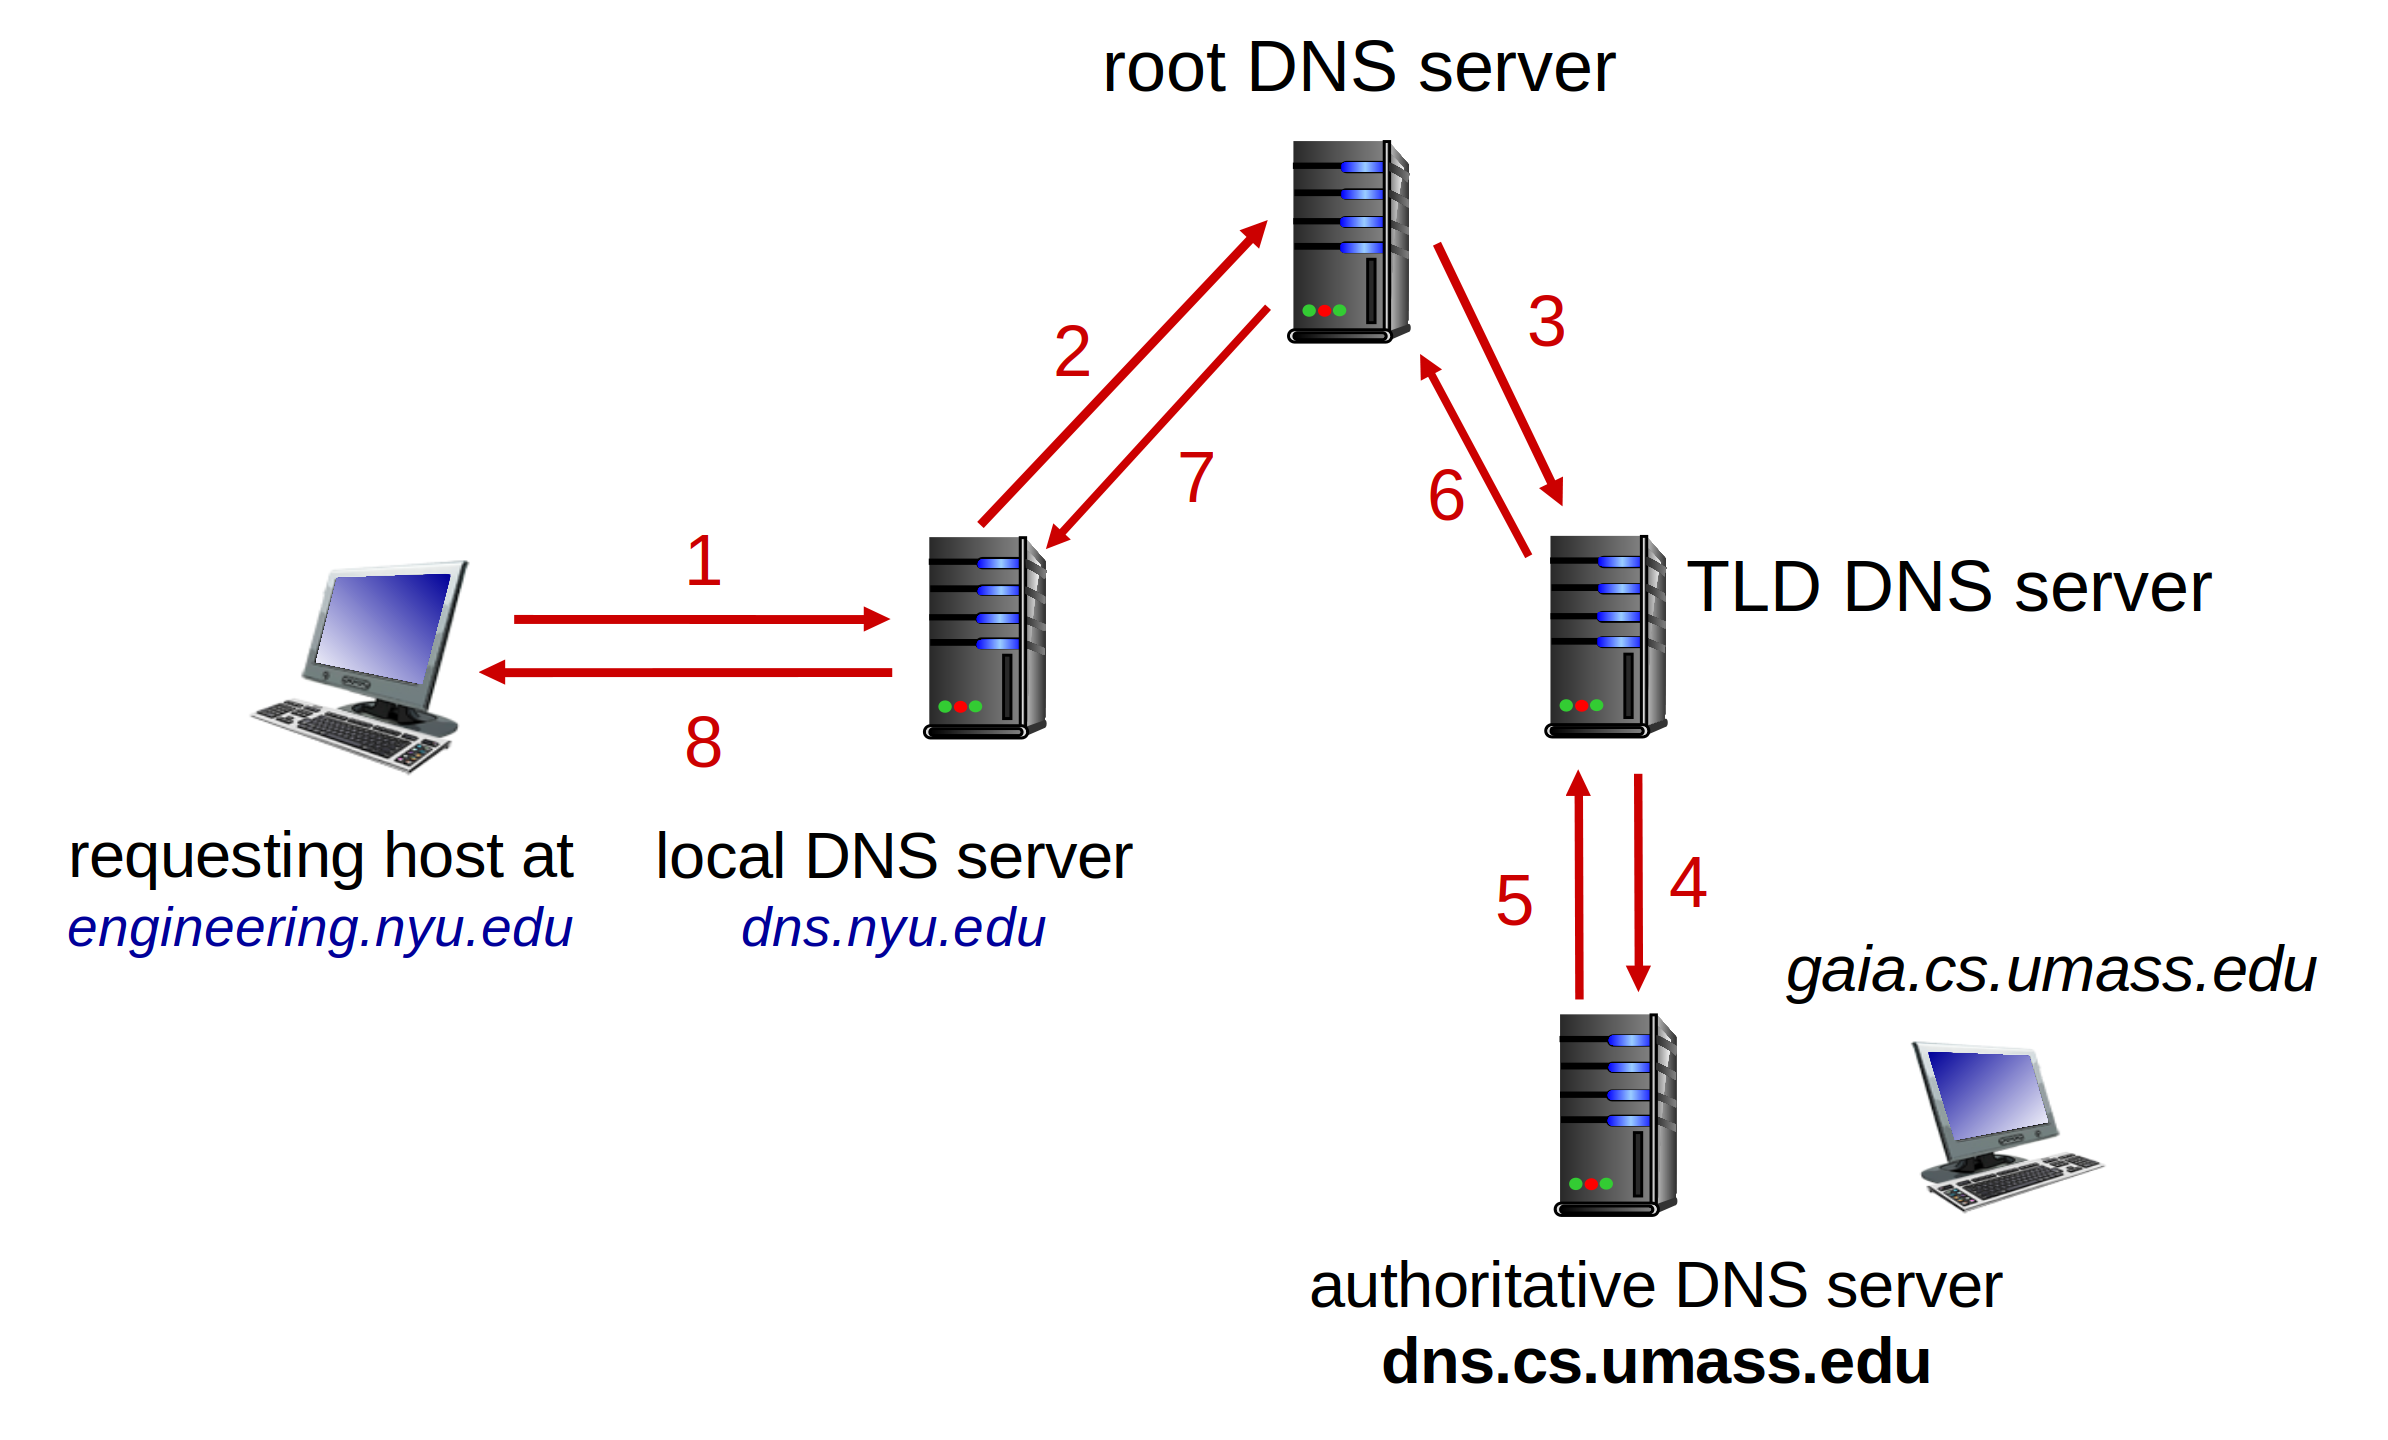 root DNS server
2
3
7
6
1
TLD DNS server
8
requesting host at
engineering.nyu.edu
local DNS server
dns.nyu.edu
5
4
gaia.cs.umass.edu
authoritative DNS server
dns.cs.umass.edu